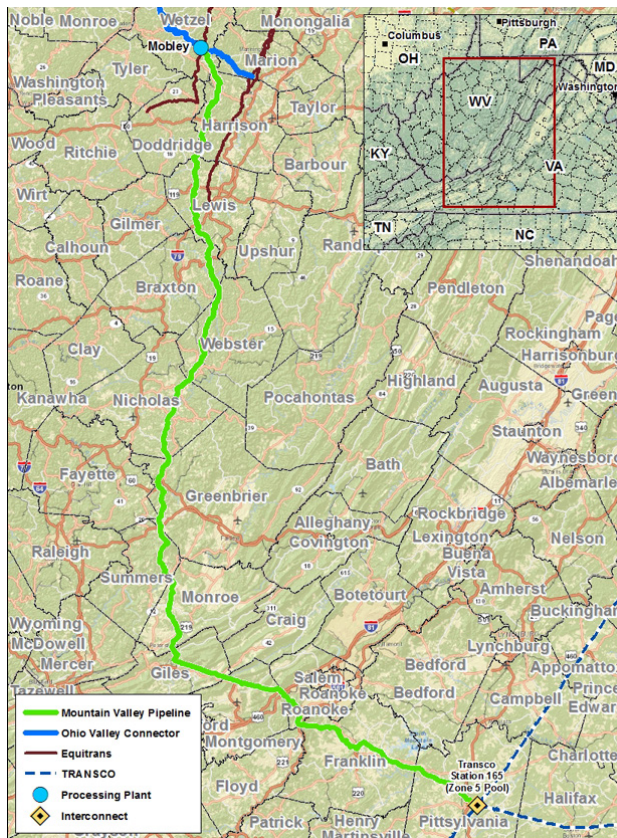 Noble Monroe
Wetzel
Monongalia
Mobley
Marion
Tyler
Washington
Pleasants
Taylor
Harrison
Wood
Ritchie
Doddridge
Barbour
Wirt
Lewis
Gilmer
Upshur
Calhoun
Roane
Braxton
Pendleton
Shenandoah
Clay
Webster
Rockingham
Harrisonburg
Highland
Augusta
Kanawha
Nicholas
Pocahontas
Staunton
Waynesboro
Fayette
Bath
Albemarle
Greenbrier
Alleghany
Rockbridge
Covington
Lexington
Nelson
Raleigh
Buena
Vista
Summers
Monroe
Botetourt
Amherst
Wyoming
Craig
Buckingham
McDowell
Mercer
Lynchburg
Giles
Salem
Bedford
Tazewell
Roanoke
Bedford
Campbell
Roanoke
Montgomery
Franklin
Charlotte
Floyd
Halifax
Henry
Pittsylvania
Patrick
Martinsville
Transco
Station 165
(Zone 5 Pool)
Pittsburgh
Columbus
PA
OH
MD
Washington
WV
KY
VA
TN
NC
Mountain Valley Pipeline
Ohio Valley Connector
Equitrans
TRANSCO
Processing Plant
Interconnect